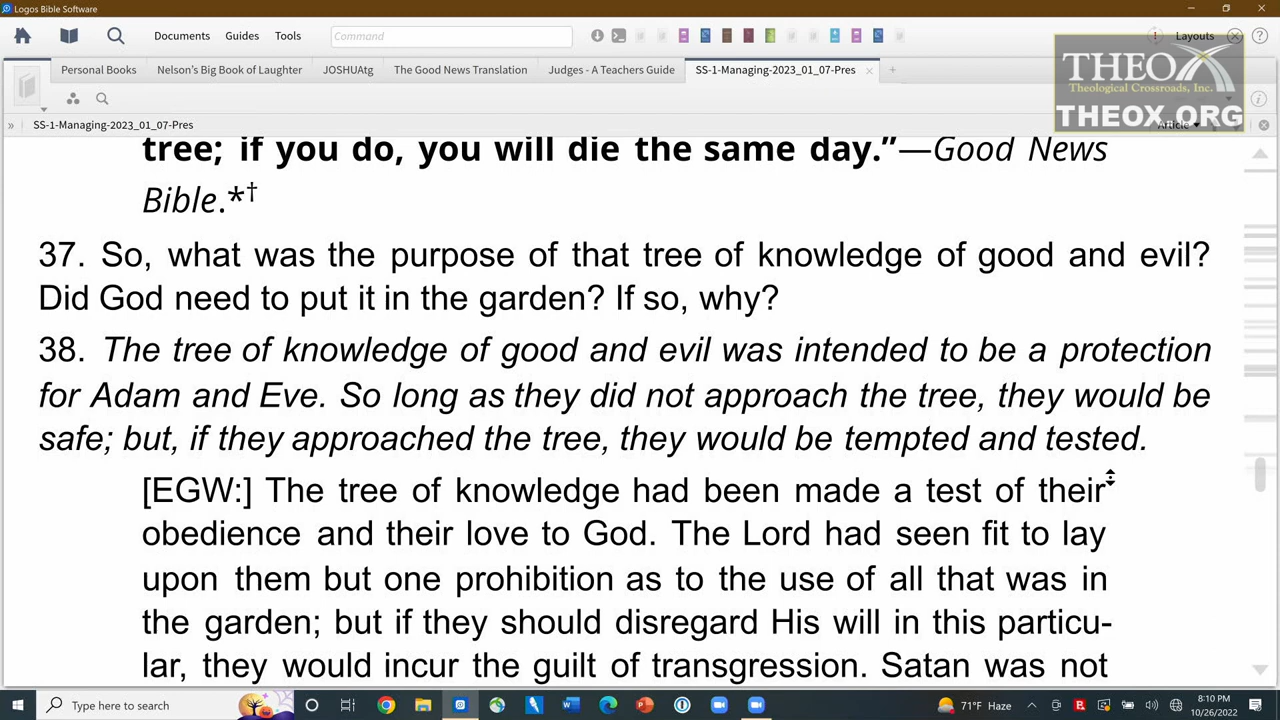 Logos Bible Software
Documents Guides Tools Command Layouts
THEOX
Theological Crossroads, Inc.
THEOX.ORG
Personal Books Nelson's Big Book of Laughter JOSHUAtg The Good News Translation Judges - A Teachers Guide SS-1-Managing-2023_01_07-Pres
SS-1-Managing-2023_01_07-Pres Article
tree; if you do, you will die the same day.”—Good News
Bible.*†
37. So, what was the purpose of that tree of knowledge of good and evil?
Did God need to put it in the garden? If so, why?
38. The tree of knowledge of good and evil was intended to be a protection
for Adam and Eve. So long as they did not approach the tree, they would be
safe; but, if they approached the tree, they would be tempted and tested.
[EGW:] The tree of knowledge had been made a test of their
obedience and their love to God. The Lord had seen fit to lay
upon them but one prohibition as to the use of all that was in
the garden; but if they should disregard His will in this particu-
lar, they would incur the guilt of transgression. Satan was not
Type here to search
71°F Haze
8:10 PM
10/26/2022